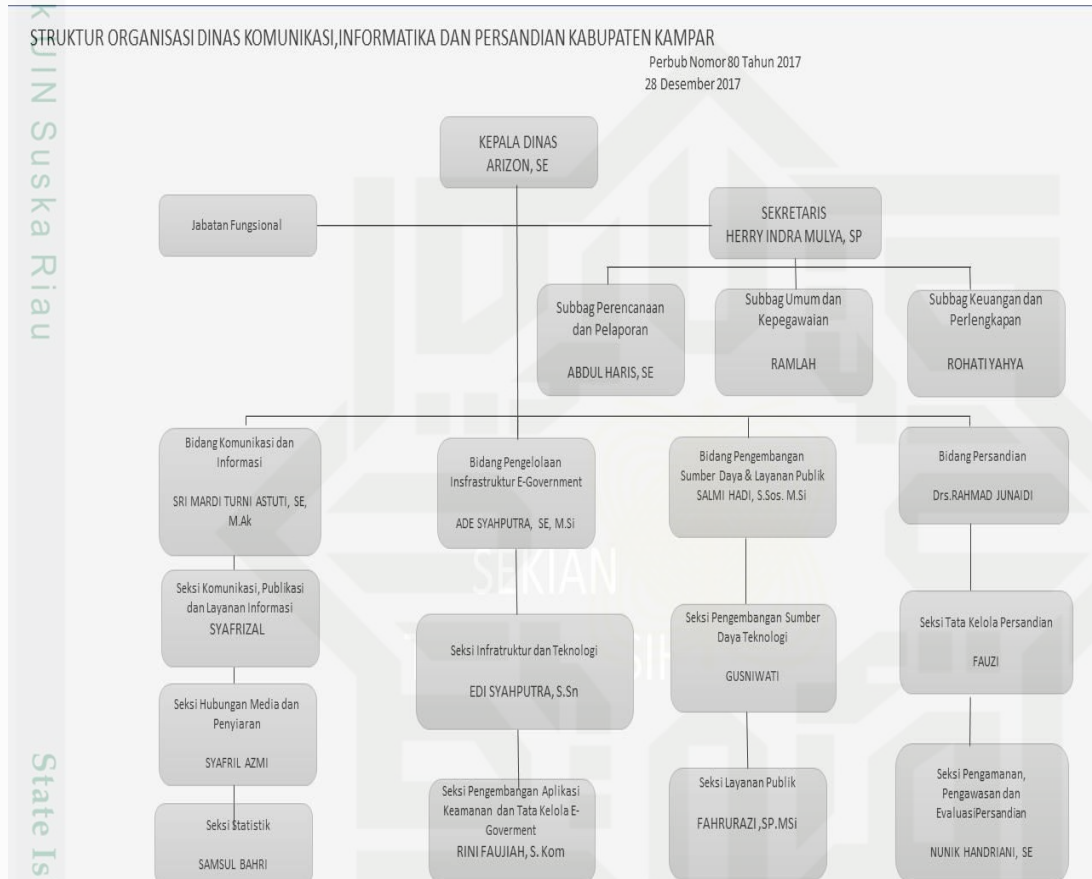 k UIN Suska Riau
State Is
STRUKTUR ORGANISASI DINAS KOMUNIKASI,INFORMATIKA DAN PERSANDIAN KABUPATEN KAMPAR
Perbub Nomor 80 Tahun 2017
28 Desember 2017
KEPALA DINAS
ARIZON, SE
Jabatan Fungsional
SEKRETARIS
HERRY INDRA MULYA, SP
Subbag Perencanaan
dan Pelaporan
ABDUL HARIS, SE
Subbag Umum dan
Kepegawaian
RAMLAH
Subbag Keuangan dan
Perlengkapan
ROHATI YAHYA
Bidang Komunikasi dan
Informasi
SRI MARDI TURNI ASTUTI, SE,
M.Ak
Bidang Pengelolaan
Insfrastruktur E-Government
ADE SYAHPUTRA, SE, M.Si
Bidang Pengembangan
Sumber Daya & Layanan Publik
SALMI HADI, S.Sos. M.Si
Bidang Persandian
Drs.RAHMAD JUNAIDI
SEKIAN
Seksi Komunikasi, Publikasi
dan Layanan Informasi
SYAFRIZAL
Seksi Infratruktur dan Teknologi
EDI SYAHPUTRA, S.Sn
Seksi Pengembangan Sumber
Daya Teknologi
GUSNIWATI
Seksi Tata Kelola Persandian
FAUZI
Seksi Hubungan Media dan
Penyiaran
SYAFRIL AZMI
Seksi Pengembangan Aplikasi
Keamanan dan Tata Kelola E-
Goverment
RINI FAUJIAH, S. Kom
Seksi Layanan Publik
FAHRURAZI ,SP.MSi
Seksi Pengamanan,
Pengawasan dan
EvaluasiPersandian
NUNIK HANDRIANI, SE
Seksi Statistik
SAMSUL BAHRI